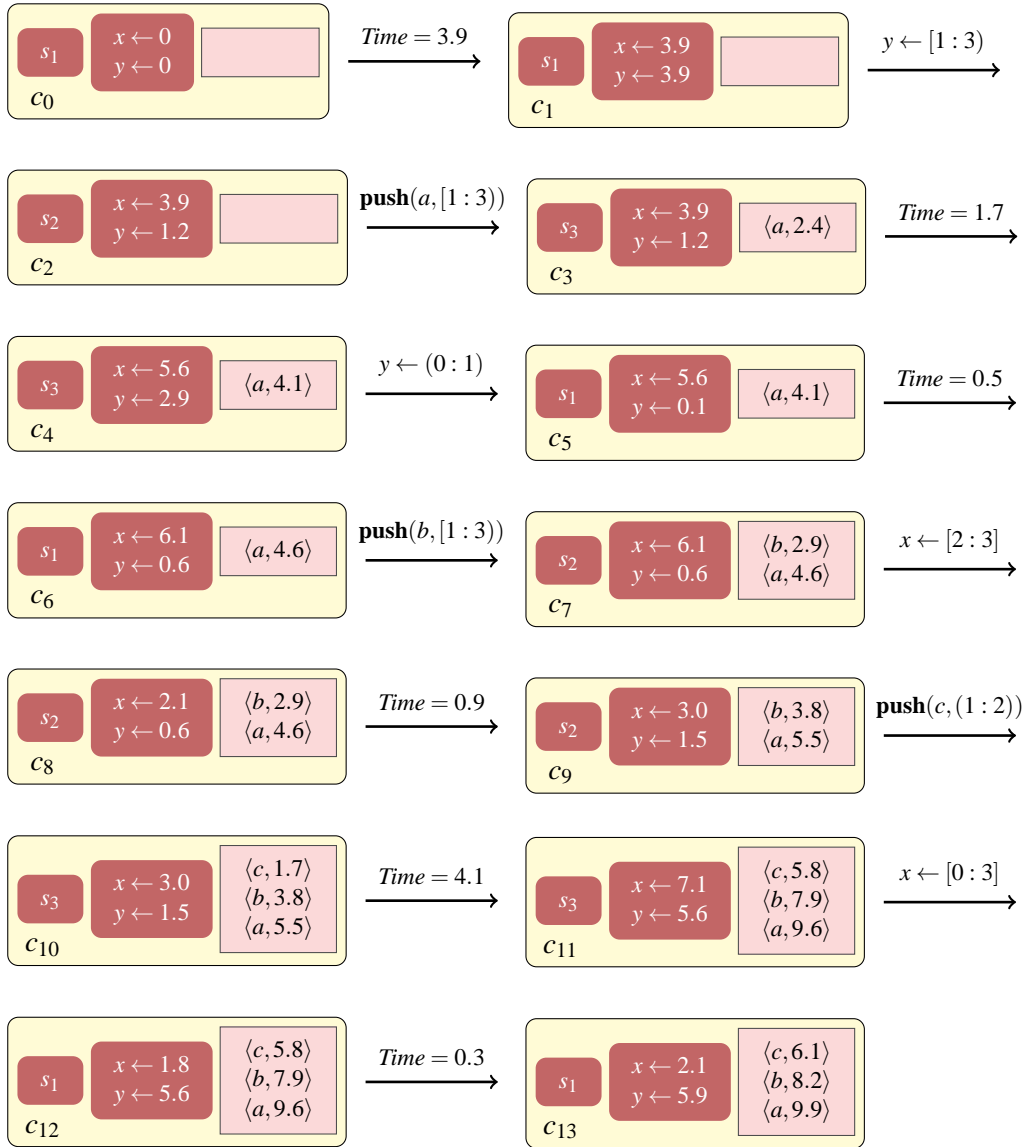 s₁ x ← 0 y ← 0 c₀
Time = 3.9
s₁ x ← 3.9 y ← 3.9 c₁
y ← [1 : 3)
s₂ x ← 3.9 y ← 1.2 c₂
push(a, [1 : 3))
s₃ x ← 3.9 y ← 1.2 ⟨a, 2.4⟩ c₃
Time = 1.7
s₃ x ← 5.6 y ← 2.9 ⟨a, 4.1⟩ c₄
y ← (0 : 1)
s₁ x ← 5.6 y ← 0.1 ⟨a, 4.1⟩ c₅
Time = 0.5
s₁ x ← 6.1 y ← 0.6 ⟨a, 4.6⟩ c₆
push(b, [1 : 3))
s₂ x ← 6.1 y ← 0.6 ⟨b, 2.9⟩ ⟨a, 4.6⟩ c₇
x ← [2 : 3]
s₂ x ← 2.1 y ← 0.6 ⟨b, 2.9⟩ ⟨a, 4.6⟩ c₈
Time = 0.9
s₂ x ← 3.0 y ← 1.5 ⟨b, 3.8⟩ ⟨a, 5.5⟩ c₉
push(c, (1 : 2))
s₃ x ← 3.0 y ← 1.5 ⟨c, 1.7⟩ ⟨b, 3.8⟩ ⟨a, 5.5⟩ c₁₀
Time = 4.1
s₃ x ← 7.1 y ← 5.6 ⟨c, 5.8⟩ ⟨b, 7.9⟩ ⟨a, 9.6⟩ c₁₁
x ← [0 : 3]
s₁ x ← 1.8 y ← 5.6 ⟨c, 5.8⟩ ⟨b, 7.9⟩ ⟨a, 9.6⟩ c₁₂
Time = 0.3
s₁ x ← 2.1 y ← 5.9 ⟨c, 6.1⟩ ⟨b, 8.2⟩ ⟨a, 9.9⟩ c₁₃